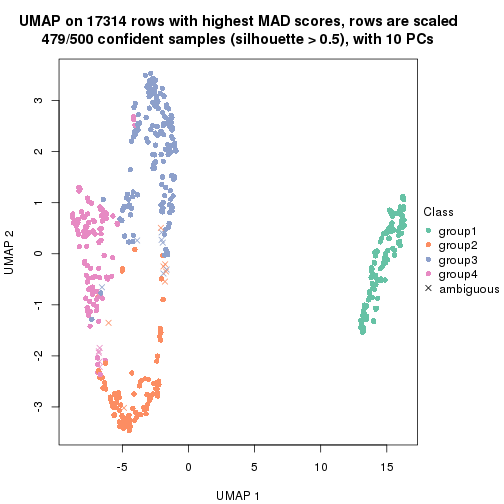 UMAP on 17314 rows with highest MAD scores, rows are scaled
479/500 confident samples (silhouette > 0.5), with 10 PCs
3
2
1
0
-1
-2
-3
UMAP 2
-5
0
5
10
15
UMAP 1
Class
group1
group2
group3
group4
ambiguous